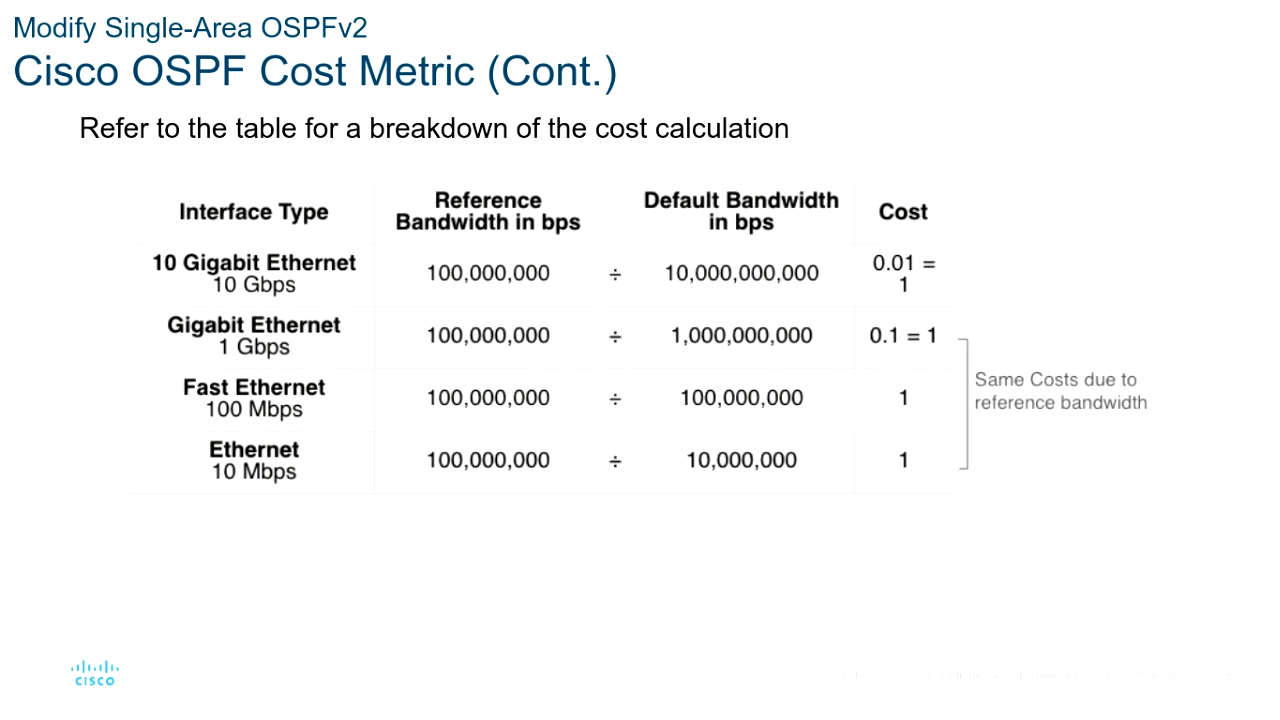 Modify Single-Area OSPFv2
Cisco OSPF Cost Metric (Cont.)
Refer to the table for a breakdown of the cost calculation
Interface Type
Reference
Bandwidth in bps
Default Bandwidth
in bps
Cost
10 Gigabit Ethernet
10 Gbps
100,000,000 ÷ 10,000,000,000
0.01 =
1
Gigabit Ethernet
1 Gbps
100,000,000 ÷ 1,000,000,000 0.1 = 1
Fast Ethernet
100 Mbps
100,000,000 ÷ 100,000,000 1
Ethernet
10 Mbps
100,000,000 ÷ 10,000,000 1
Same Costs due to
reference bandwidth
CISCO